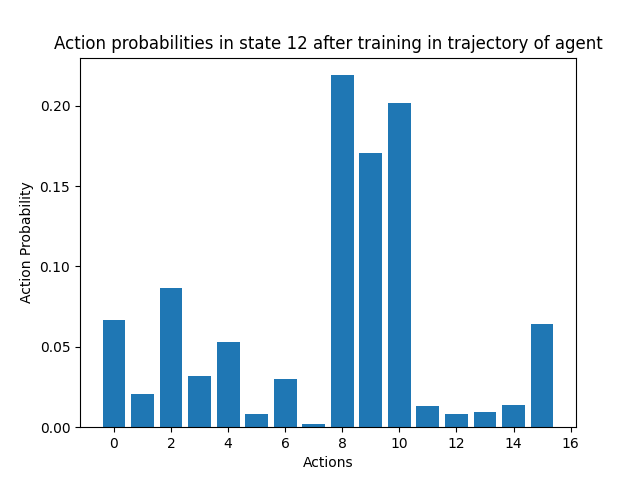 Action probabilities in state 12 after training in trajectory of agent
0.20
0.15
0.10
0.05
0.00
Action Probability
0 2 4 6 8 10 12 14 16
Actions